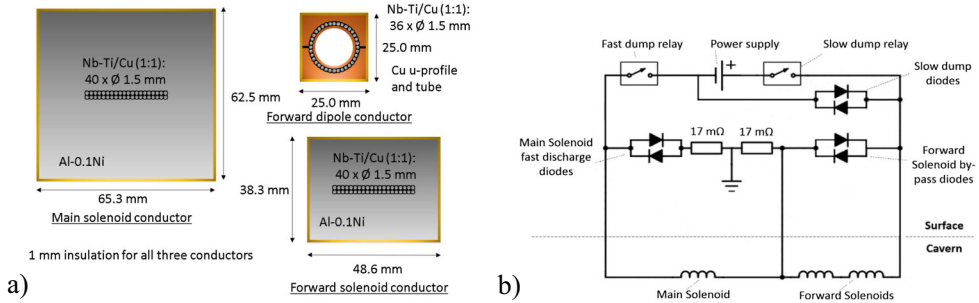 Nb-Ti/Cu (1:1):
40 x Ø 1.5 mm
62.5 mm
Al-0.1Ni
65.3 mm
Main solenoid conductor
1 mm insulation for all three conductors
a)
Nb-Ti/Cu (1:1):
36 x Ø 1.5 mm
25.0 mm
Cu u-profile
and tube
25.0 mm
Forward dipole conductor
Nb-Ti/Cu (1:1):
40 x Ø 1.5 mm
38.3 mm
Al-0.1Ni
48.6 mm
Forward solenoid conductor
b)
Fast dump relay
Power supply
+
Slow dump relay
Slow dump
diodes
17 mΩ
17 mΩ
Main Solenoid
fast discharge
diodes
Forward
Solenoid by-
pass diodes
Surface
Cavern
Main Solenoid
Forward Solenoids